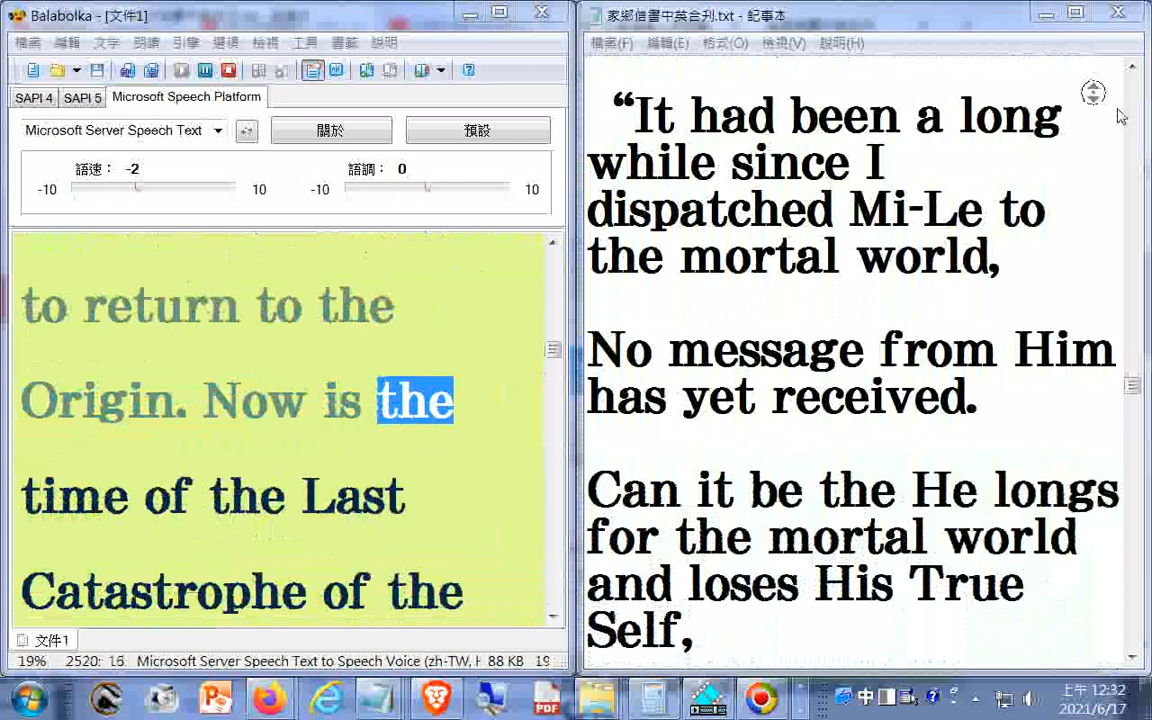 Balabolka - [文件1]
檔案 編輯 文字 朗讀 引擎 選項 檢視 工具 書籤 說明
SAPI 4 SAPI 5 Microsoft Speech Platform
Microsoft Server Speech Text 關於 預設
語速： -2 語調： 0
-10 10 -10 10
to return to the
Origin. Now is the
time of the Last
Catastrophe of the
文件1
19% 2520: 16 Microsoft Server Speech Text to Speech Voice (zh-TW, H 88 KB 19
家鄉信書中英合刋.txt - 記事本
檔案(F) 編輯(E) 格式(O) 檢視(V) 說明(H)
“It had been a long
while since I
dispatched Mi-Le to
the mortal world,
No message from Him
has yet received.
Can it be the He longs
for the mortal world
and loses His True
Self,
PDF
中
上午 12:32
2021/6/17